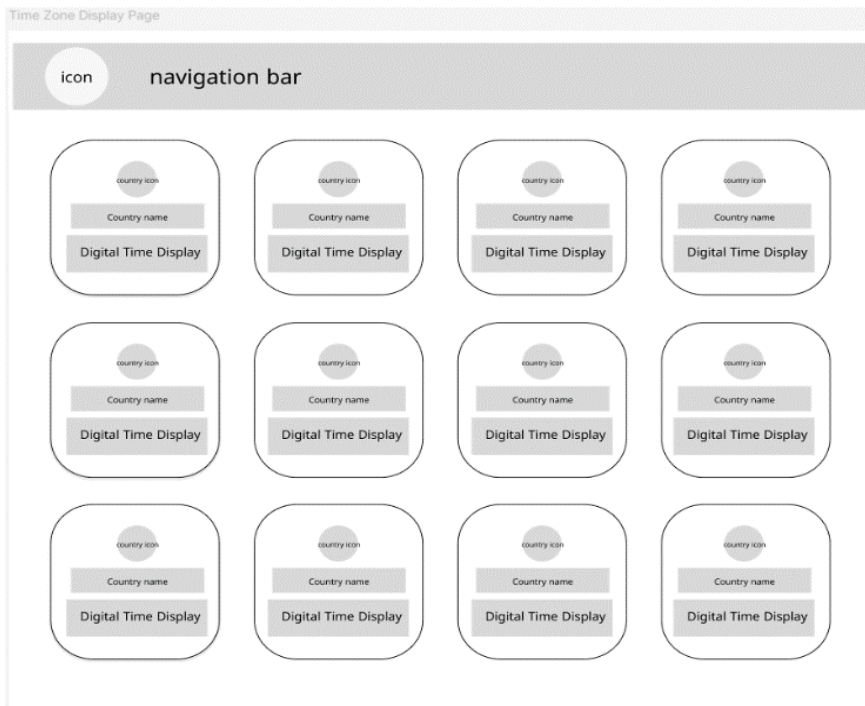 Time Zone Display Page
icon navigation bar
country icon country icon country icon country icon
Country name Country name Country name Country name
Digital Time Display Digital Time Display Digital Time Display Digital Time Display
country icon country icon country icon country icon
Country name Country name Country name Country name
Digital Time Display Digital Time Display Digital Time Display Digital Time Display
country icon country icon country icon country icon
Country name Country name Country name Country name
Digital Time Display Digital Time Display Digital Time Display Digital Time Display